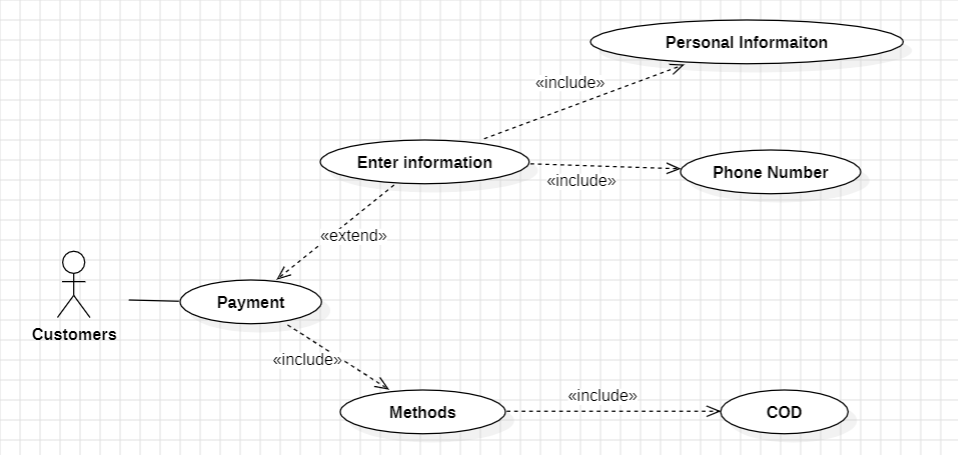 Personal Informaiton
«include»
Enter information
«include»
Phone Number
«extend»
Customers
Payment
«include»
Methods
«include»
COD